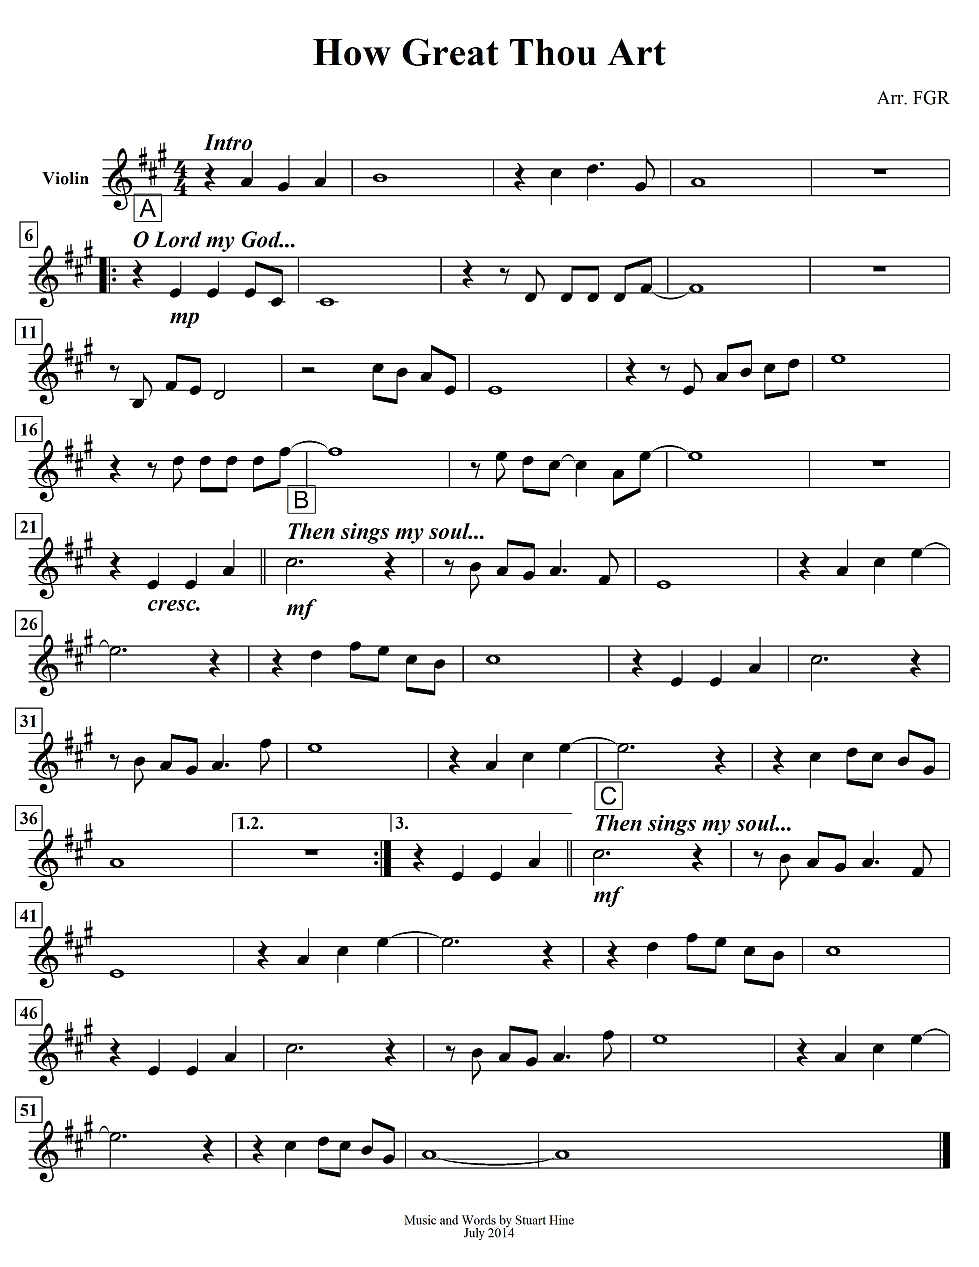 How Great Thou Art
Arr. FGR
Intro
Violin
A
6
O Lord my God...
mp
11
16
B
21
Then sings my soul...
cresc.
mf
26
31
C
36
1.2.
3.
Then sings my soul...
mf
41
46
51
Music and Words by Stuart Hine
July 2014